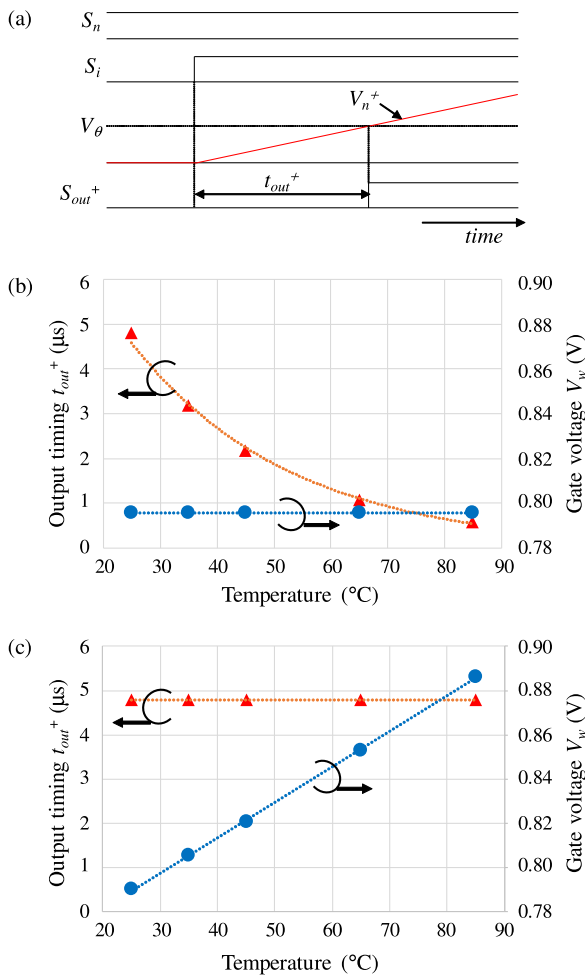 (a)
Sn
Si
Vn+
Vθ
tout+
Sout+
time
(b)
6 5 4 3 2 1 0
Output timing tout+ (μs)
0.90 0.88 0.86 0.84 0.82 0.80 0.78
Gate voltage Vw (V)
20 30 40 50 60 70 80 90
Temperature (°C)
(c)
6 5 4 3 2 1 0
Output timing tout+ (μs)
0.90 0.88 0.86 0.84 0.82 0.80 0.78
Gate voltage Vw (V)
20 30 40 50 60 70 80 90
Temperature (°C)